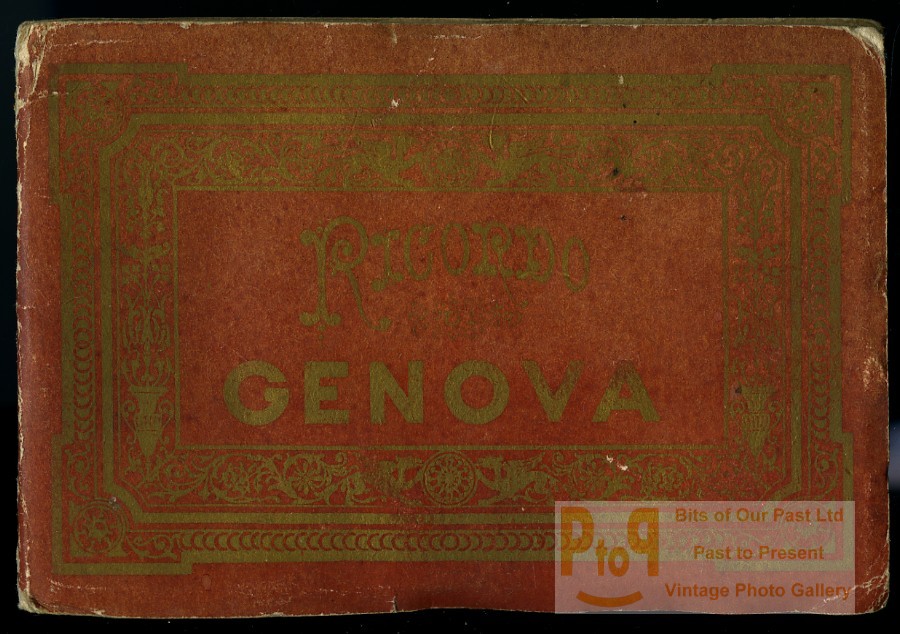 RICORDO
GENOVA
Bits of Our Past Ltd
PtoP
Past to Present
Vintage Photo Gallery